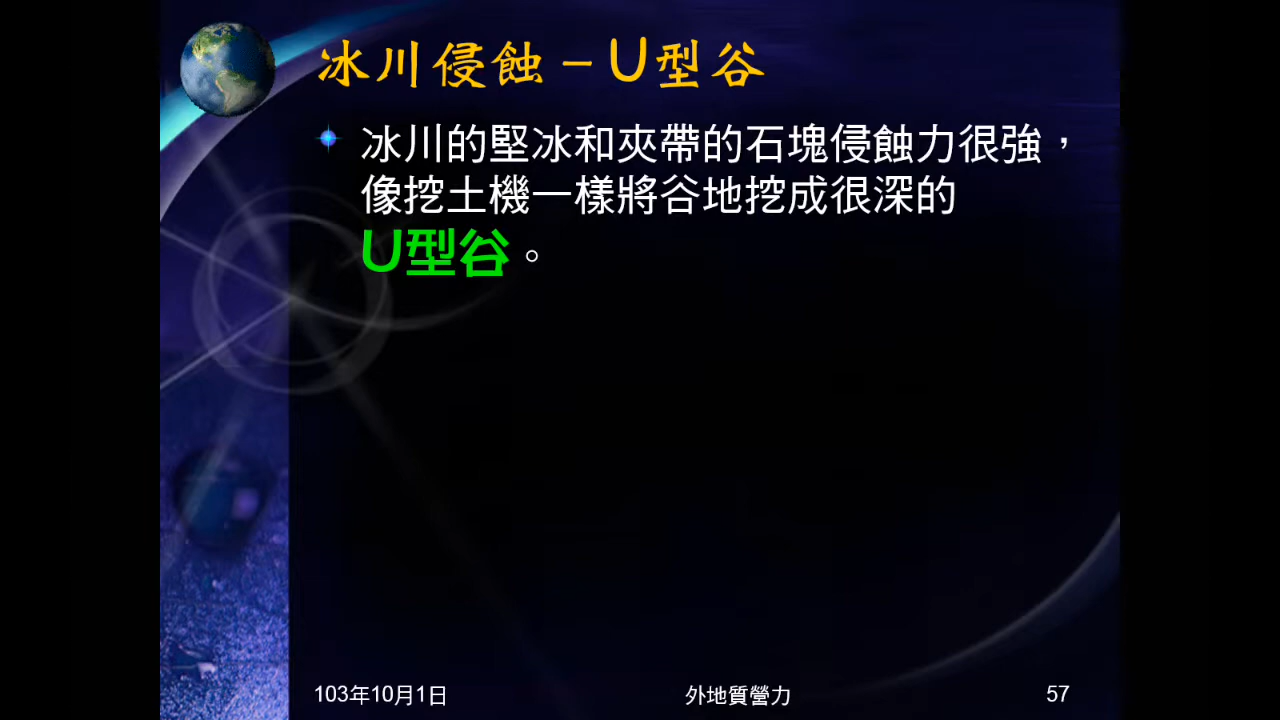 冰川侵蝕－U型谷
冰川的堅冰和夾帶的石塊侵蝕力很強，
像挖土機一樣將谷地挖成很深的
U型谷。
103年10月1日
外地質營力
57